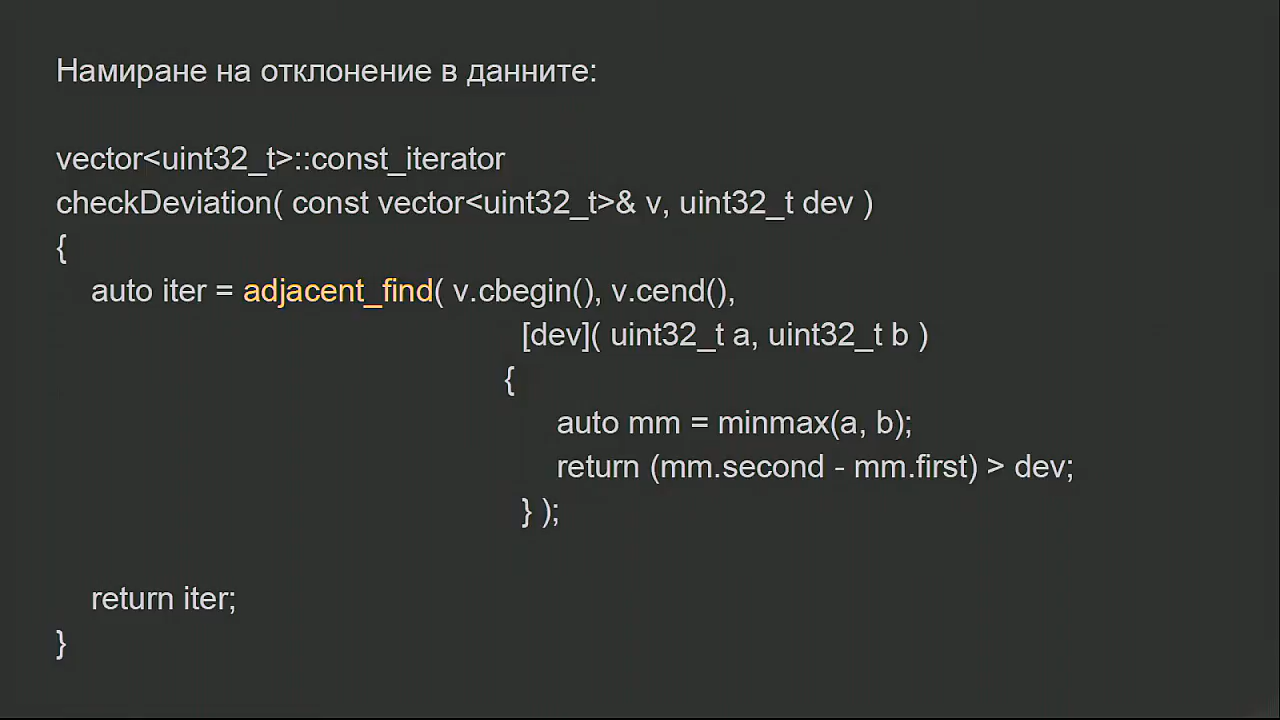 Намиране на отклонение в данните:
vector<uint32_t>::const_iterator
checkDeviation( const vector<uint32_t>& v, uint32_t dev )
{
auto iter = adjacent_find( v.cbegin(), v.cend(),
[dev]( uint32_t a, uint32_t b )
{
auto mm = minmax(a, b);
return (mm.second - mm.first) > dev;
} );
return iter;
}